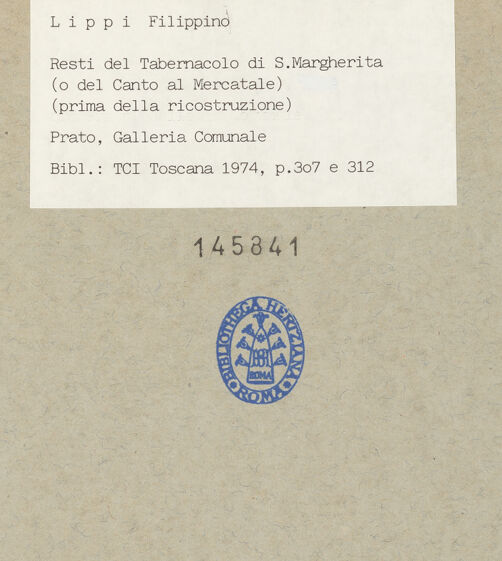 L i p p i Filippino
Resti del Tabernacolo di S.Margherita
(o del Canto al Mercatale)
(prima della ricostruzione)
Prato, Galleria Comunale
Bibl.: TCI Toscana 1974, p.3o7 e 312
145841
BIBLIOTHECA HERTZIANA
ROMA
BH
ROMA